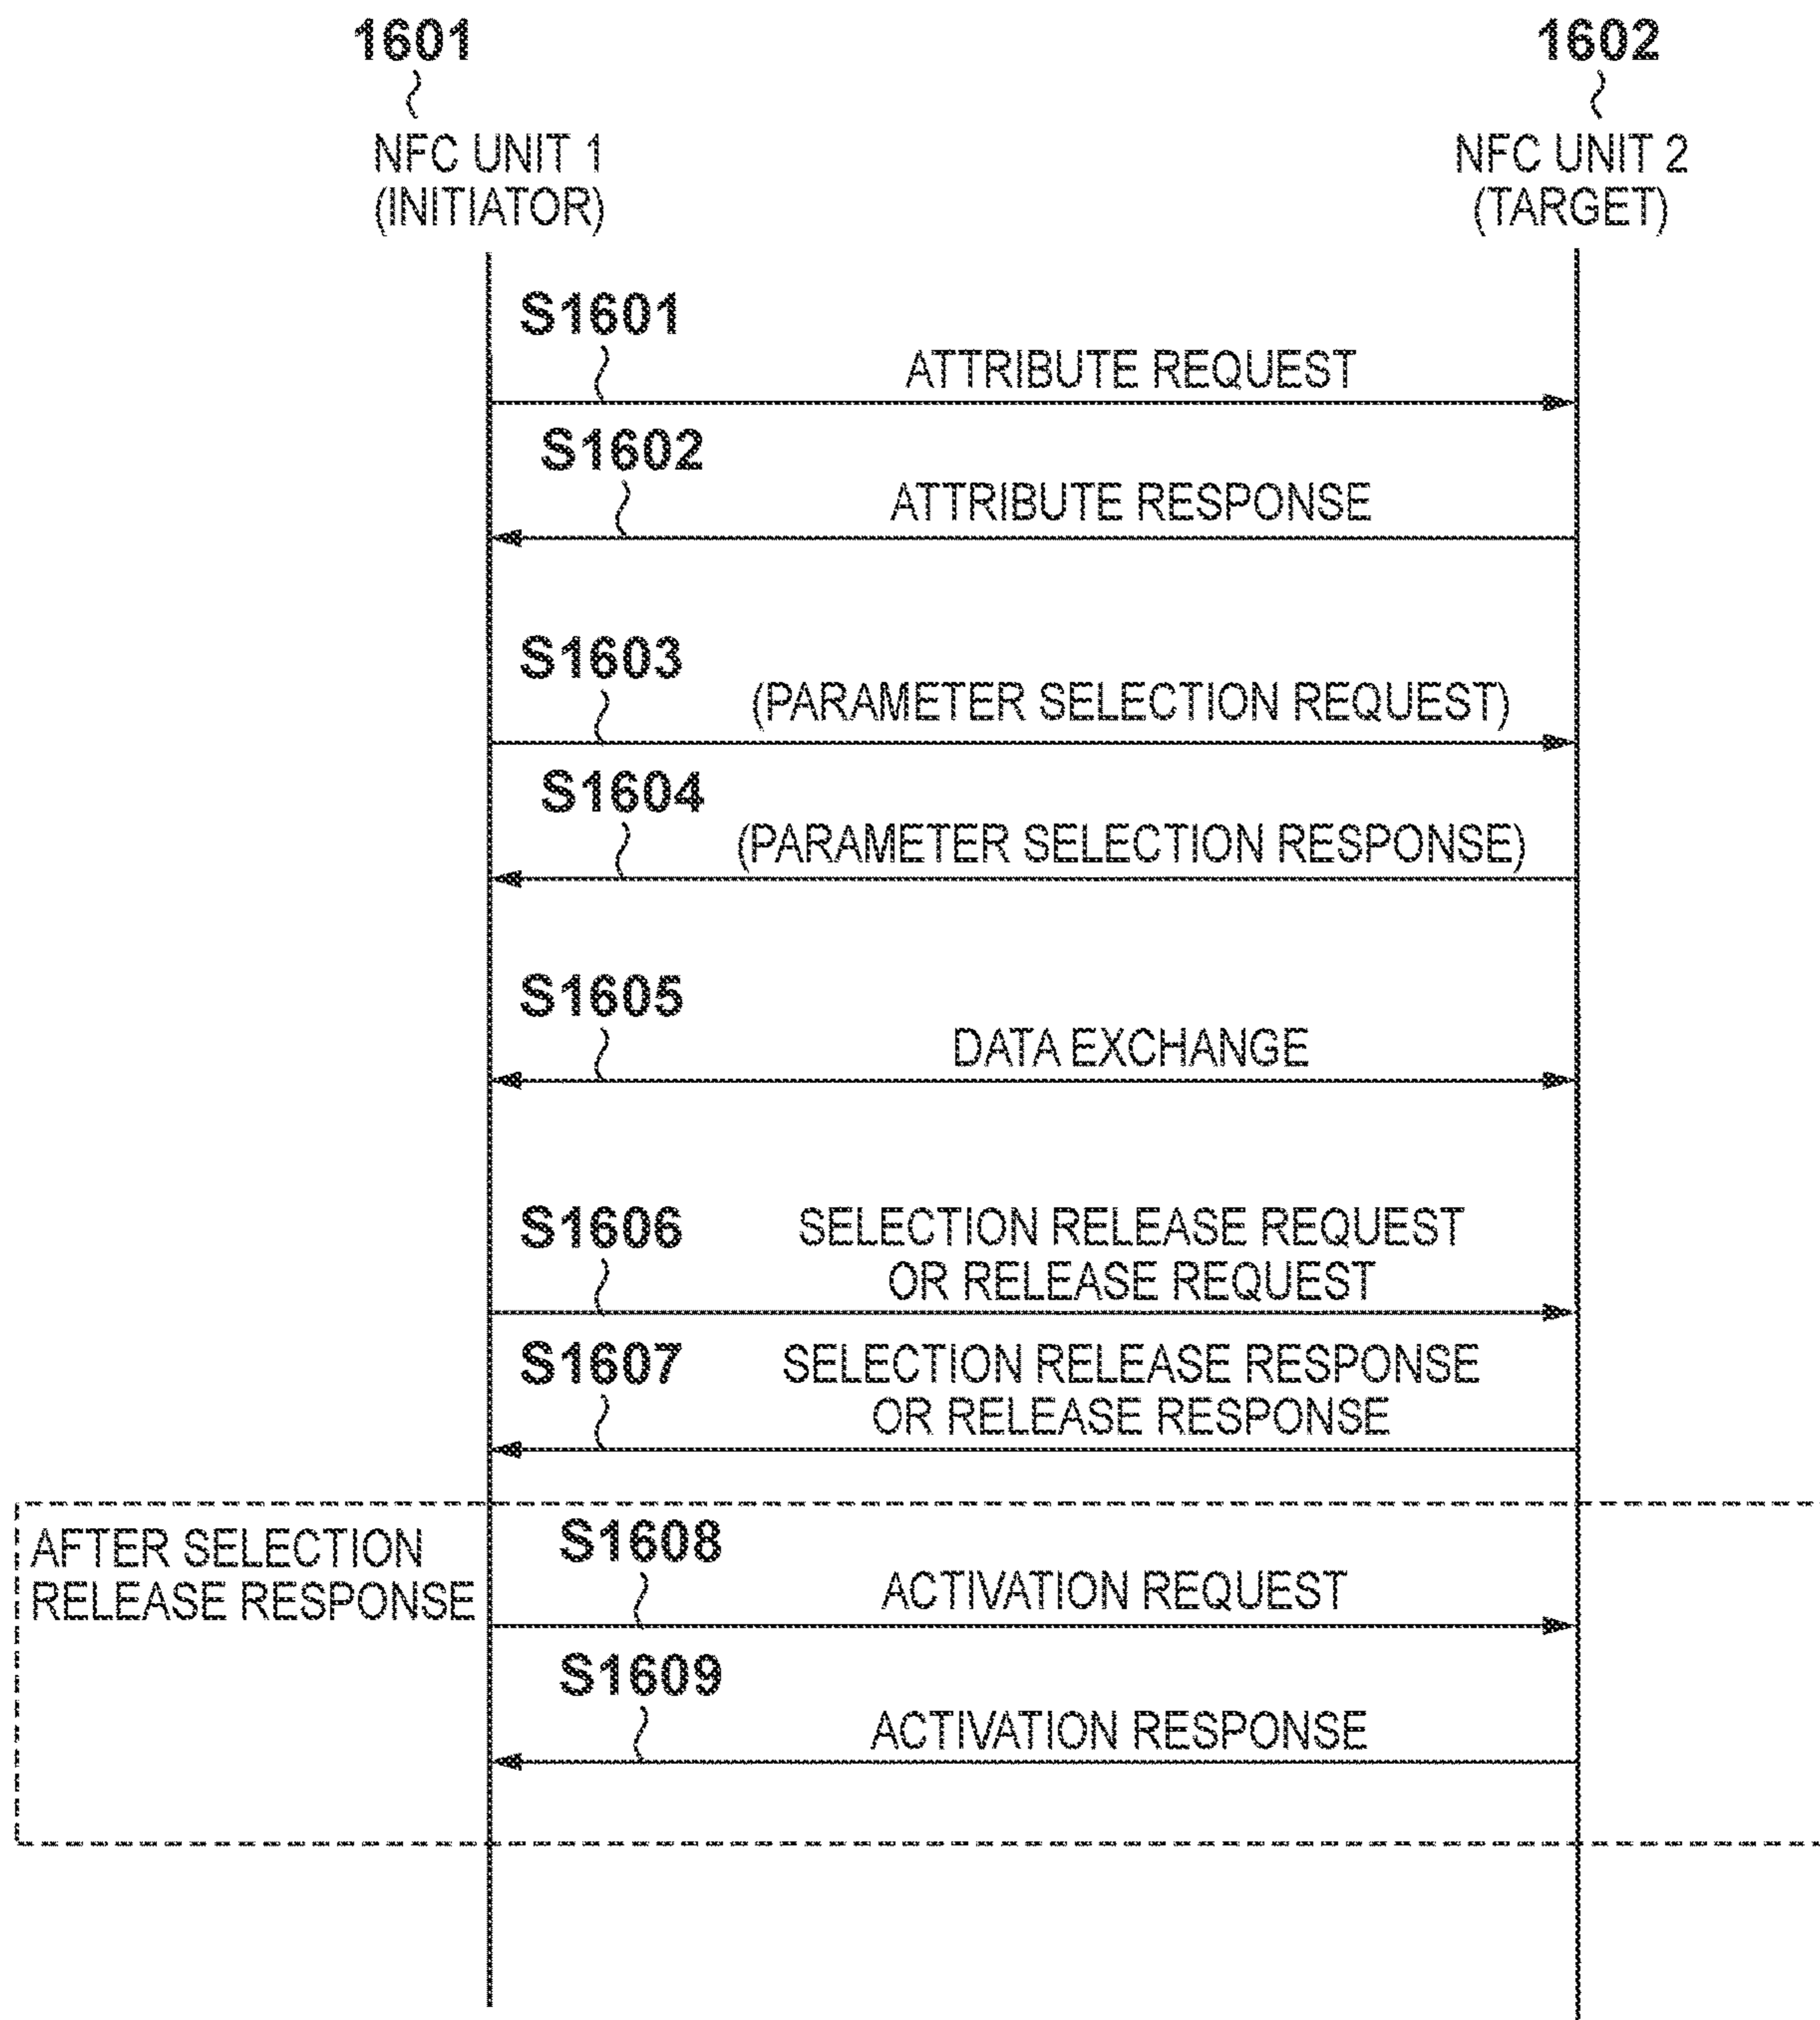 1601
1602
NFC UNIT 1
(INITIATOR)
NFC UNIT 2
(TARGET)
S1601
ATTRIBUTE REQUEST
S1602
ATTRIBUTE RESPONSE
S1603
(PARAMETER SELECTION REQUEST)
S1604
(PARAMETER SELECTION RESPONSE)
S1605
DATA EXCHANGE
S1606
SELECTION RELEASE REQUEST
OR RELEASE REQUEST
S1607
SELECTION RELEASE RESPONSE
OR RELEASE RESPONSE
AFTER SELECTION
RELEASE RESPONSE
S1608
ACTIVATION REQUEST
S1609
ACTIVATION RESPONSE